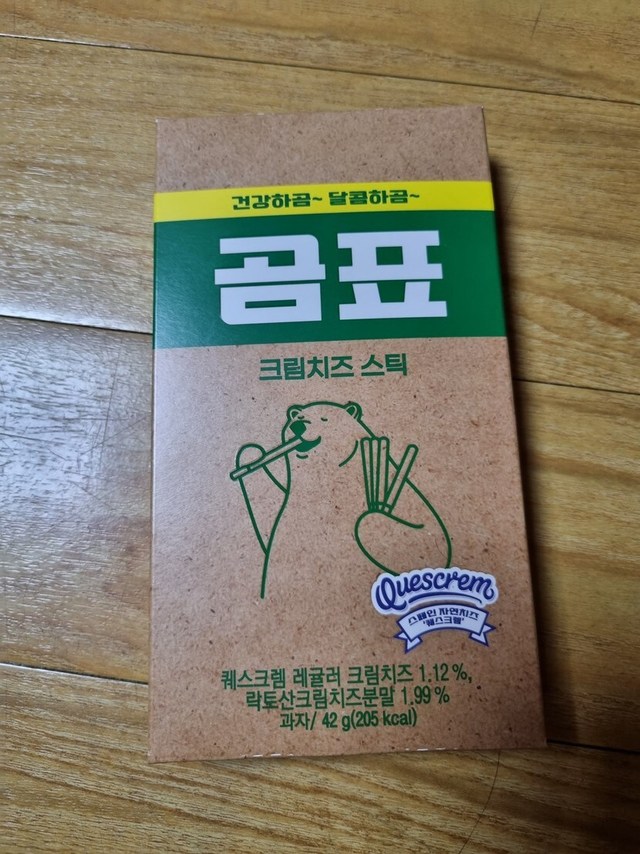 건강하곰~ 달콤하곰~
곰표
크림치즈 스틱
Quescrem
스페인 자연치즈
"퀘스크렘"
퀘스크렘 레귤러 크림치즈 1.12%,
락토산크림치즈분말 1.99%
과자/ 42 g(205 kcal)